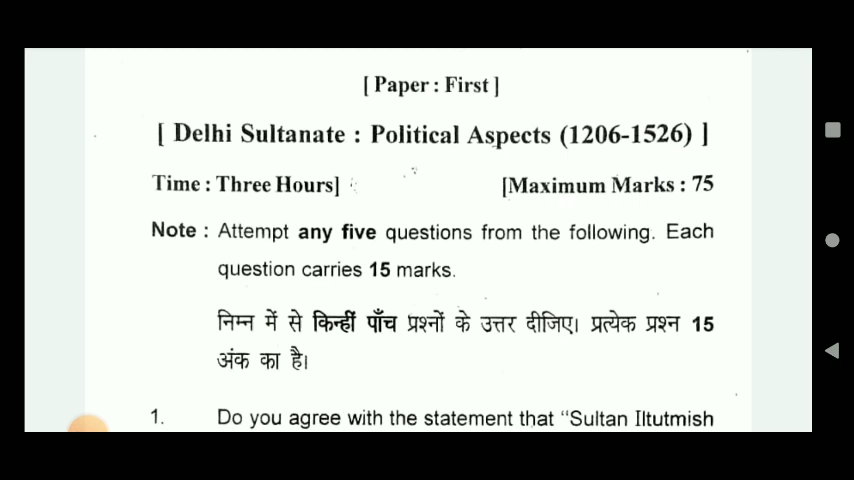 [ Paper : First ]
[ Delhi Sultanate : Political Aspects (1206-1526) ]
Time : Three Hours] [Maximum Marks : 75
Note : Attempt any five questions from the following. Each
question carries 15 marks.
निम्न में से किन्हीं पाँच प्रश्नों के उत्तर दीजिए। प्रत्येक प्रश्न 15
अंक का है।
1. Do you agree with the statement that “Sultan Iltutmish